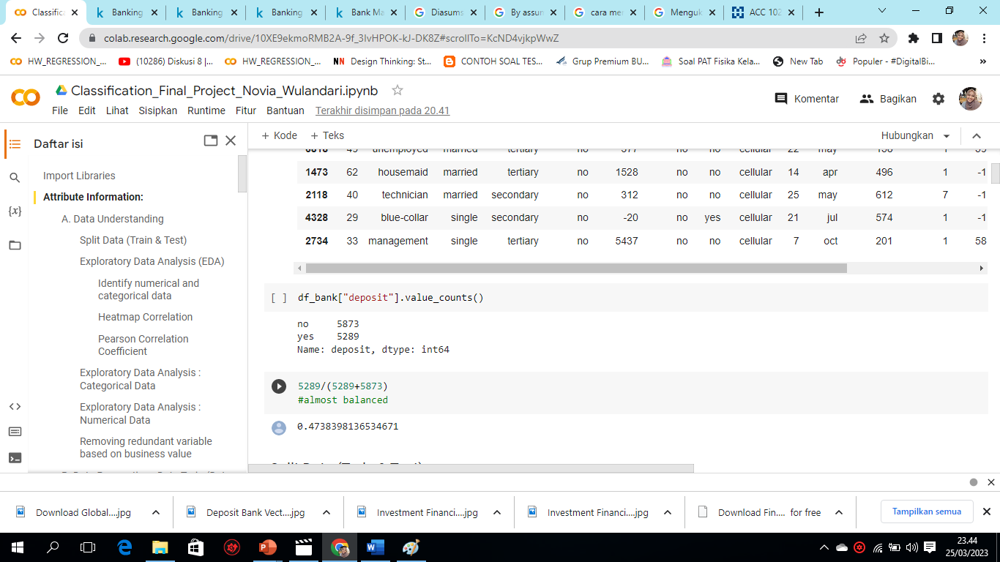 Classifica
Banking
Banking
Banking
Bank Ma
Diasums
By assum
cara me
Menguk
ACC 102
colab.research.google.com/drive/10XE9ekmoRMB2A-9f_3IvHPOK-kJ-DK8Z#scrollTo=KcND4vjkpWwZ
HW_REGRESSION_...
(10286) Diskusi 8 |...
HW_REGRESSION_...
NN Design Thinking: St...
CONTOH SOAL TES...
Grup Premium BU...
Soal PAT Fisika Kela...
New Tab
Populer - #DigitalBi...
»
Classification_Final_Project_Novia_Wulandari.ipynb
File Edit Lihat Sisipkan Runtime Fitur Bantuan Terakhir disimpan pada 20.41
Komentar Bagikan
Daftar isi
Import Libraries
Attribute Information:
A. Data Understanding
Split Data (Train & Test)
Exploratory Data Analysis (EDA)
Identify numerical and
categorical data
Heatmap Correlation
Pearson Correlation
Coefficient
Exploratory Data Analysis :
Categorical Data
Exploratory Data Analysis :
Numerical Data
Removing redundant variable
based on business value
+ Kode + Teks
Hubungkan
unemployed married tertiary no 377 no no cellular 22 may 1
1473 62 housemaid married tertiary no 1528 no no cellular 14 apr 496 1 -1
2118 40 technician married secondary no 312 no no cellular 25 may 612 7 -1
4328 29 blue-collar single secondary no -20 no yes cellular 21 jul 574 1 -1
2734 33 management single tertiary no 5437 no no cellular 7 oct 201 1 58
[ ] df_bank["deposit"].value_counts()
no 5873
yes 5289
Name: deposit, dtype: int64
5289/(5289+5873)
#almost balanced
0.4738398136534671
Split Data (Train & Test)
Download Global....jpg
Deposit Bank Vect....jpg
Investment Financi....jpg
Investment Financi....jpg
Download Fin.... for free
Tampilkan semua
23.44
25/03/2023